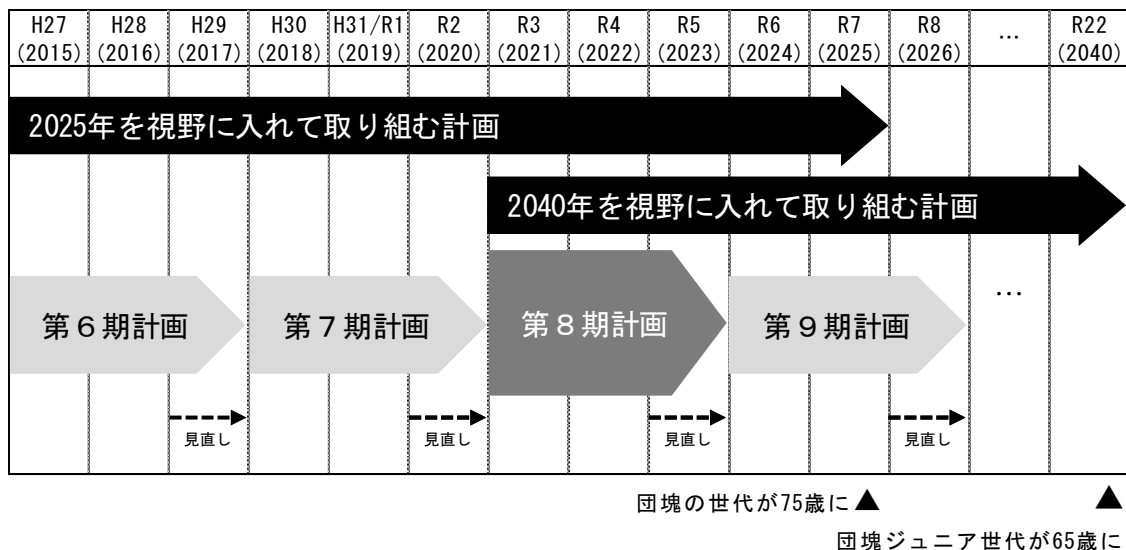 H27 H28 H29 H30 H31/R1 R2 R3 R4 R5 R6 R7 R8 … R22
(2015) (2016) (2017) (2018) (2019) (2020) (2021) (2022) (2023) (2024) (2025) (2026) (2040)
2025年を視野に入れて取り組む計画
2040年を視野に入れて取り組む計画
第６期計画 第７期計画 第８期計画 第９期計画 …
見直し 見直し 見直し 見直し
団塊の世代が75歳に▲ ▲
団塊ジュニア世代が65歳に